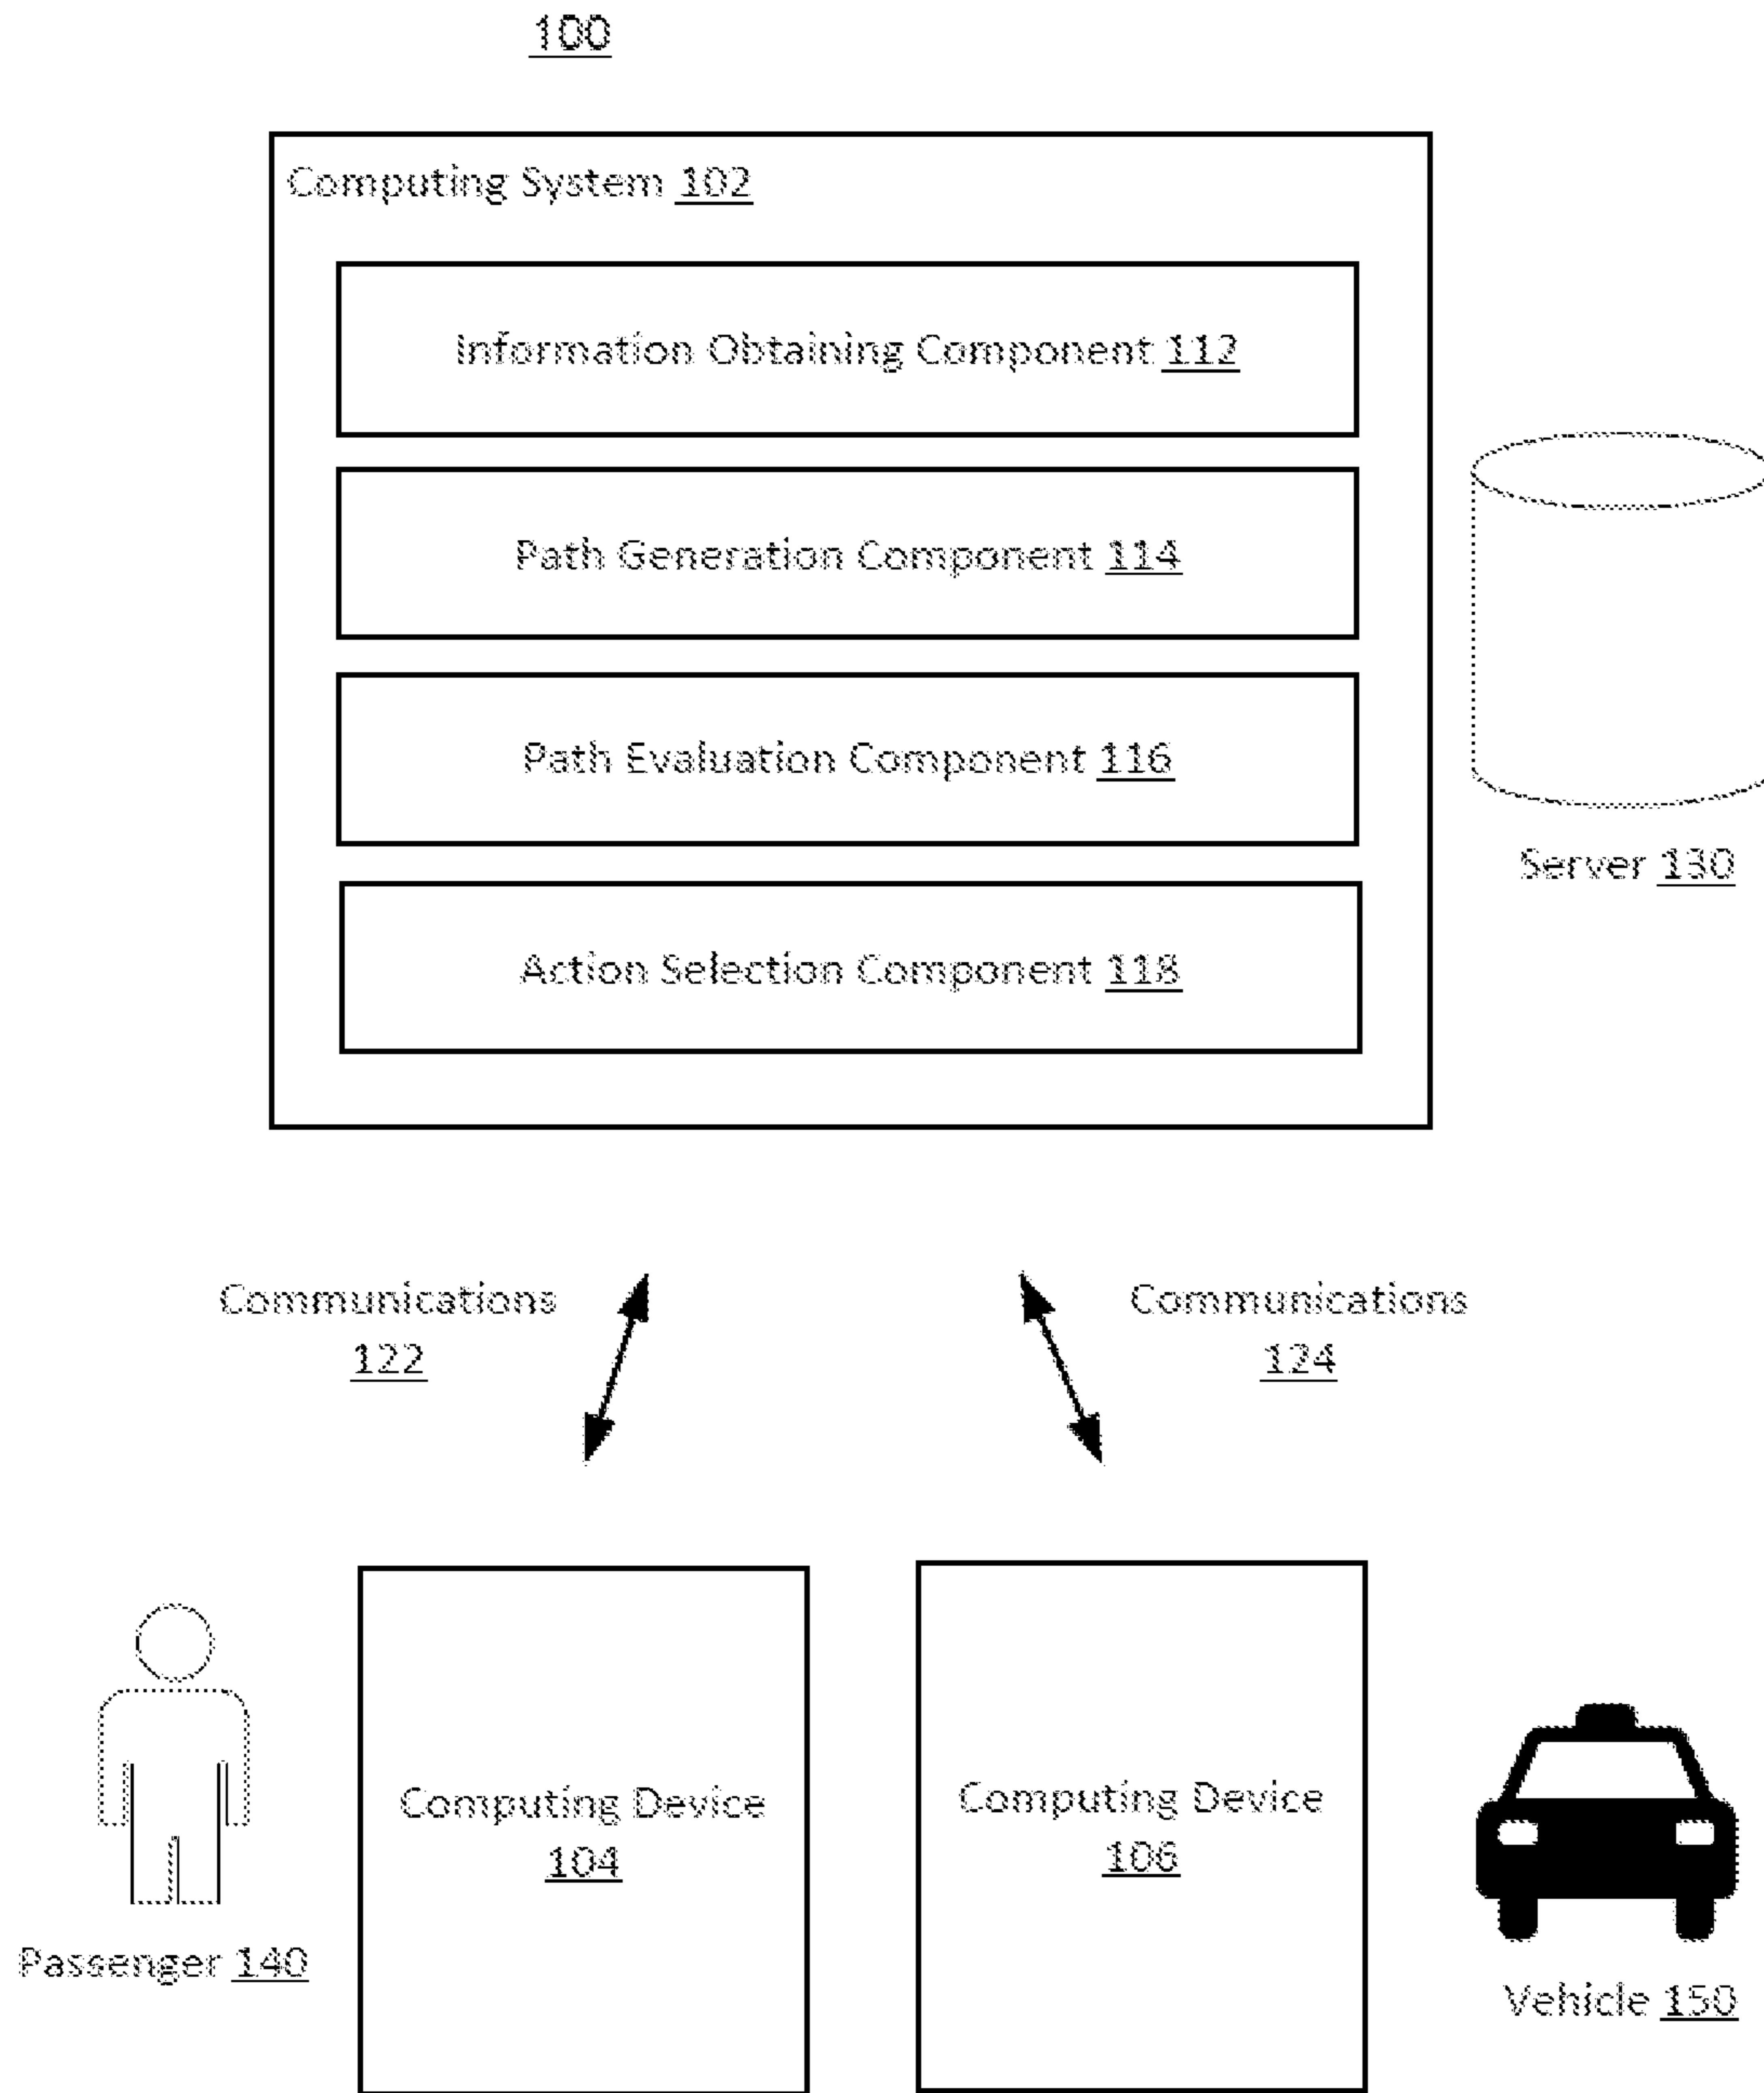 100
Computing System 102
Information Obtaining Component 112
Path Generation Component 114
Path Evaluation Component 116
Action Selection Component 118
Server 130
Communications
122
Communications
124
Computing Device
104
Computing Device
106
Passenger 140
Vehicle 150